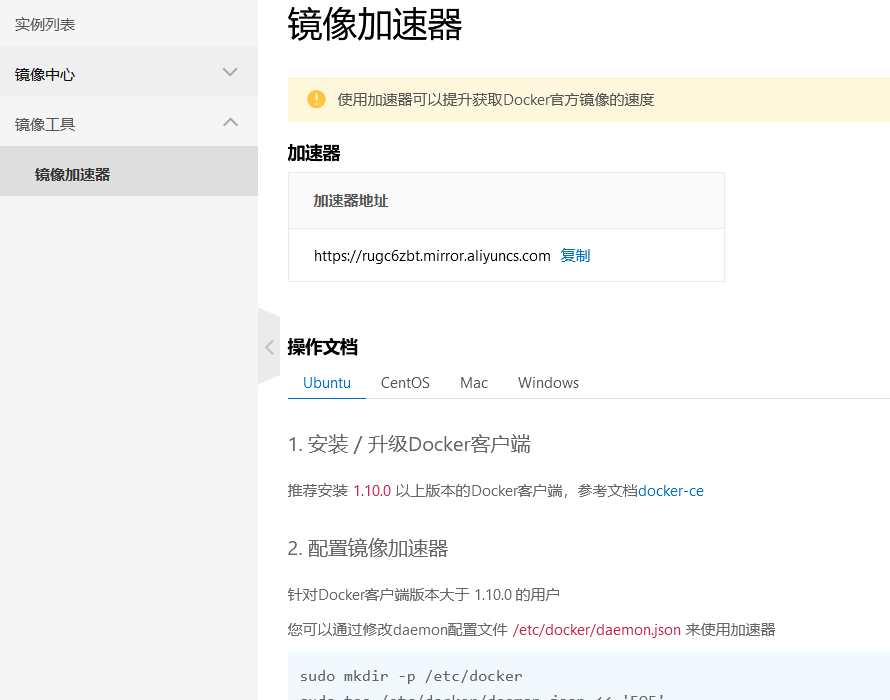 实例列表
镜像中心
镜像工具
镜像加速器
镜像加速器
使用加速器可以提升获取Docker官方镜像的速度
加速器
加速器地址
https://rugc6zbt.mirror.aliyuncs.com 复制
操作文档
Ubuntu CentOS Mac Windows
1. 安装 / 升级Docker客户端
推荐安装 1.10.0 以上版本的Docker客户端，参考文档docker-ce
2. 配置镜像加速器
针对Docker客户端版本大于 1.10.0 的用户
您可以通过修改daemon配置文件 /etc/docker/daemon.json 来使用加速器
sudo mkdir -p /etc/docker
sudo tee /etc/docker/daemon.json << 'EOF'